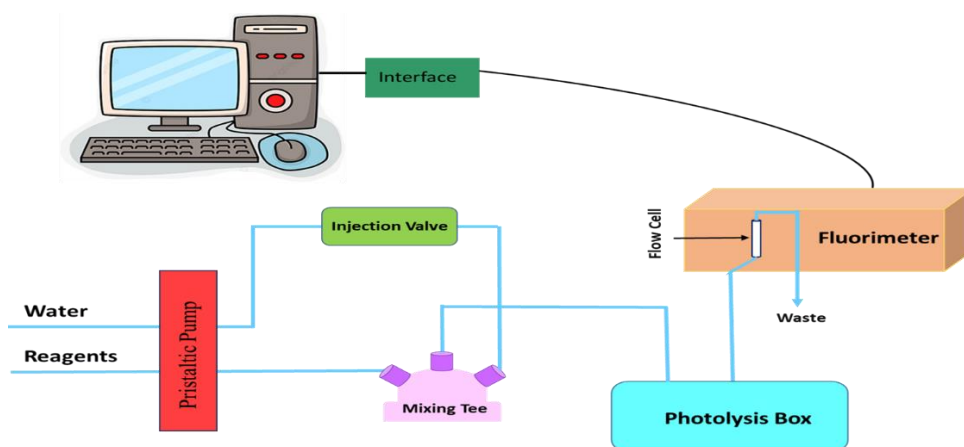 Interface
Injection Valve
Flow Cell
Fluorimeter
Water
Waste
Reagents
Pristaltic Pump
Mixing Tee
Photolysis Box